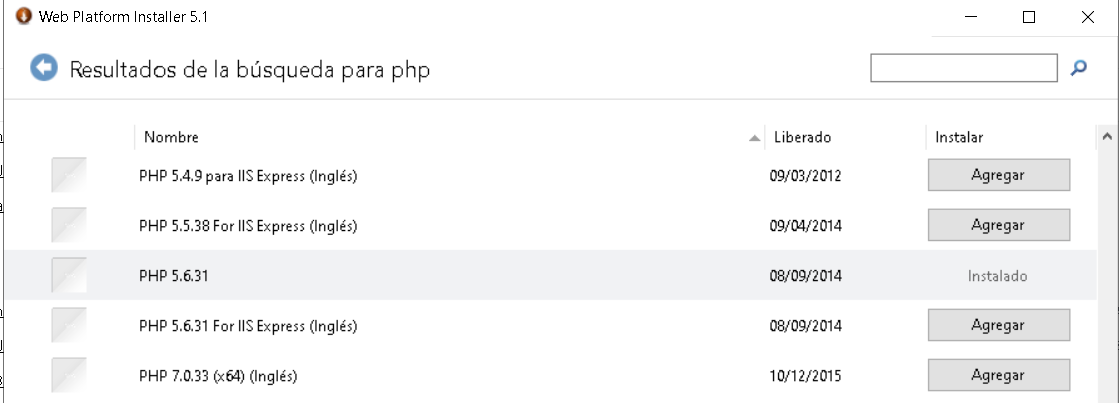 Web Platform Installer 5.1
Resultados de la búsqueda para php
Nombre Liberado Instalar
PHP 5.4.9 para IIS Express (Inglés) 09/03/2012 Agregar
PHP 5.5.38 For IIS Express (Inglés) 09/04/2014 Agregar
PHP 5.6.31 08/09/2014 Instalado
PHP 5.6.31 For IIS Express (Inglés) 08/09/2014 Agregar
PHP 7.0.33 (x64) (Inglés) 10/12/2015 Agregar